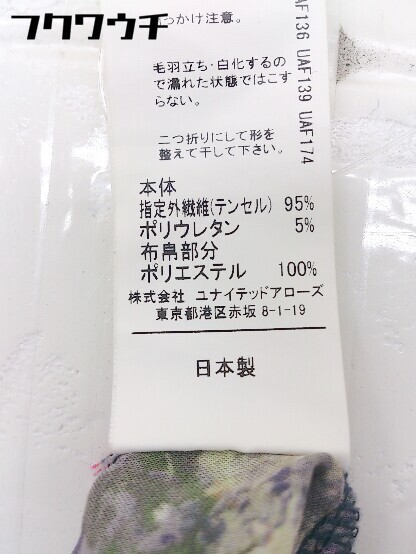 フクワウチ
っかけ注意。
毛羽立ち・白化するの
で濡れた状態ではこす
らない。
二つ折りにして形を
整えて干して下さい。
AF136 UAF139 UAF174
本体
指定外繊維(テンセル) 95%
ポリウレタン 5%
布帛部分
ポリエステル 100%
株式会社 ユナイテッドアローズ
東京都港区赤坂 8-1-19
日本製